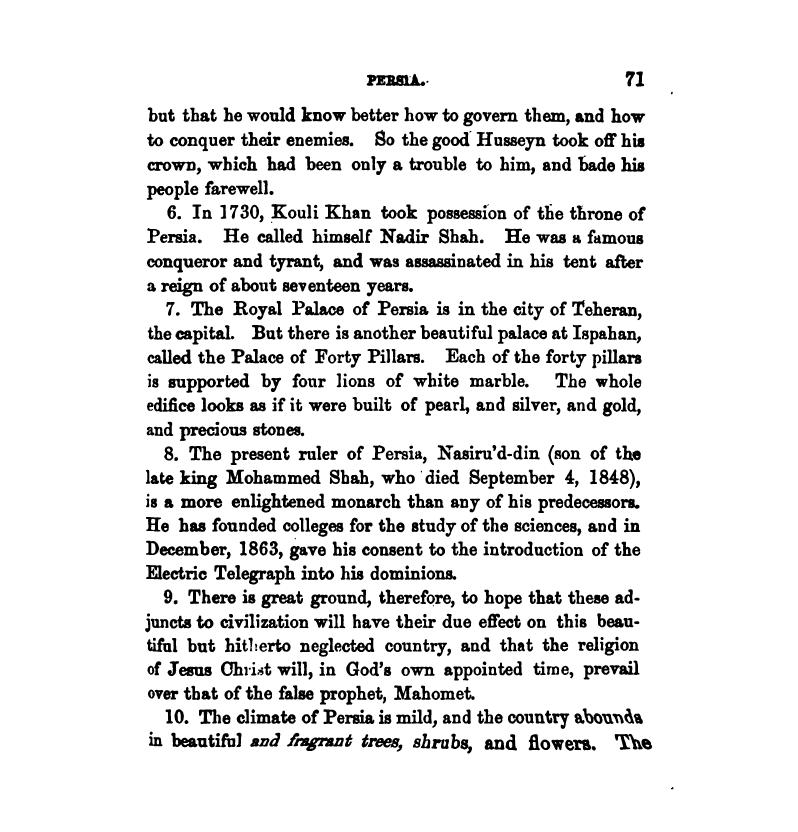 PERSIA. 71
but that he would know better how to govern them, and how
to conquer their enemies. So the good Husseyn took off his
crown, which had been only a trouble to him, and bade his
people farewell.
6. In 1730, Kouli Khan took possession of the throne of
Persia. He called himself Nadir Shah. He was a famous
conqueror and tyrant, and was assassinated in his tent after
a reign of about seventeen years.
7. The Royal Palace of Persia is in the city of Teheran,
the capital. But there is another beautiful palace at Ispahan,
called the Palace of Forty Pillars. Each of the forty pillars
is supported by four lions of white marble. The whole
edifice looks as if it were built of pearl, and silver, and gold,
and precious stones.
8. The present ruler of Persia, Nasiru'd-din (son of the
late king Mohammed Shah, who died September 4, 1848),
is a more enlightened monarch than any of his predecessors.
He has founded colleges for the study of the sciences, and in
December, 1863, gave his consent to the introduction of the
Electric Telegraph into his dominions.
9. There is great ground, therefore, to hope that these ad-
juncts to civilization will have their due effect on this beau-
tiful but hitherto neglected country, and that the religion
of Jesus Christ will, in God's own appointed time, prevail
over that of the false prophet, Mahomet.
10. The climate of Persia is mild, and the country abounds
in beautiful and fragrant trees, shrubs, and flowers. The